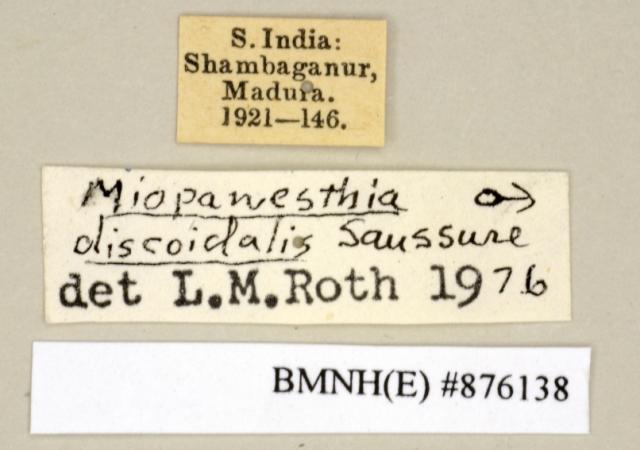 S. India:
Shambaganur,
Madura.
1921—146.
Miopanesthia ♂
discoidalis Saussure
det L.M.Roth 1976
BMNH(E) #876138